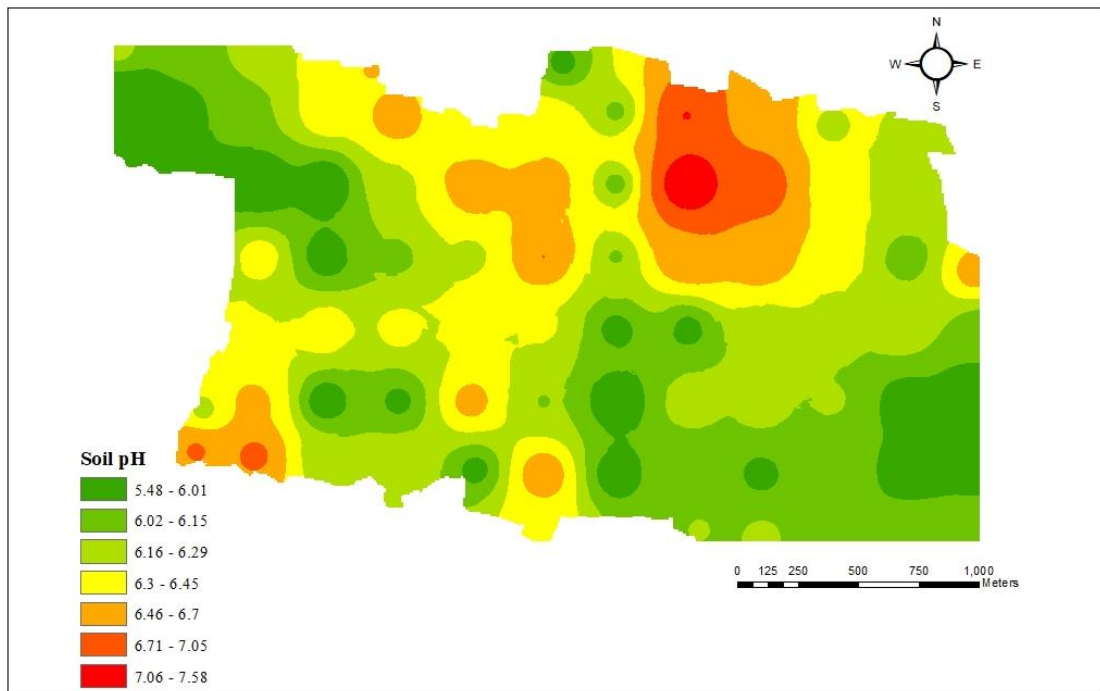 N
W E
S
Soil pH
5.48 - 6.01
6.02 - 6.15
6.16 - 6.29
6.3 - 6.45
6.46 - 6.7
6.71 - 7.05
7.06 - 7.58
0 125 250 500 750 1,000
Meters